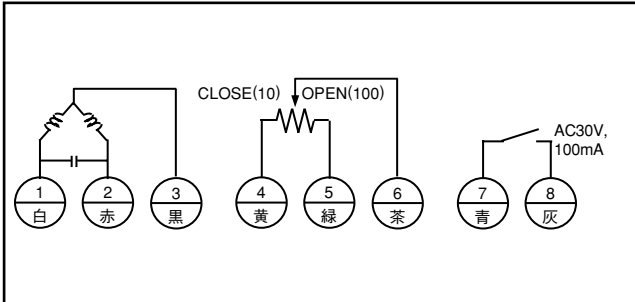 CLOSE(10) OPEN(100)
AC30V,
100mA
1 2 3 4 5 6 7 8
白 赤 黒 黄 緑 茶 青 灰